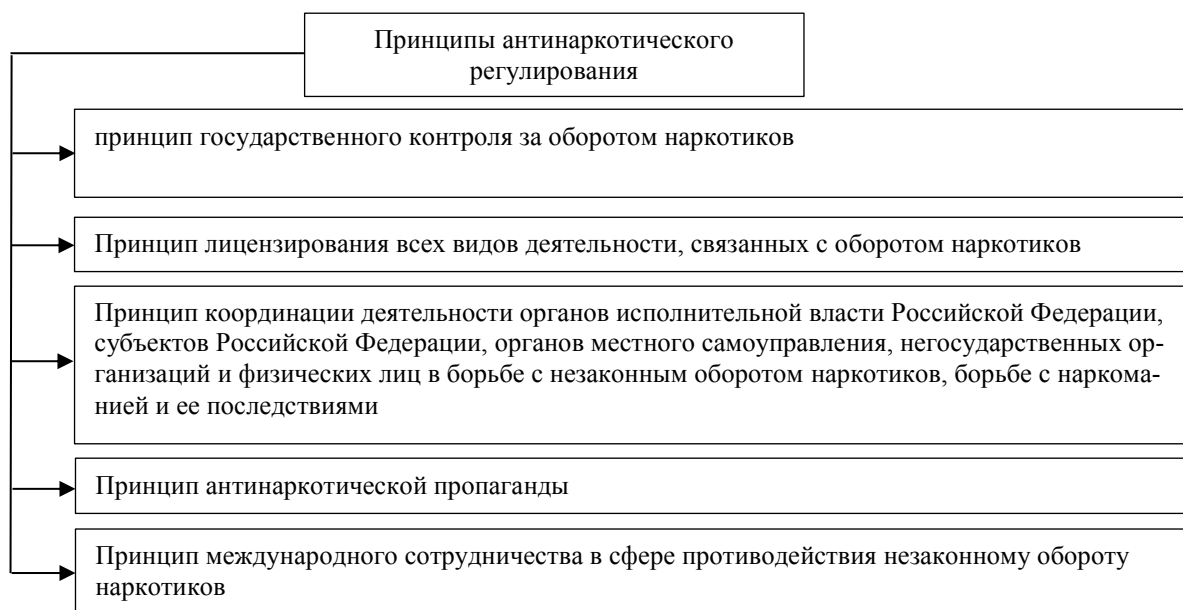 Принципы антинаркотического
регулирования
принцип государственного контроля за оборотом наркотиков
Принцип лицензирования всех видов деятельности, связанных с оборотом наркотиков
Принцип координации деятельности органов исполнительной власти Российской Федерации,
субъектов Российской Федерации, органов местного самоуправления, негосударственных ор-
ганизаций и физических лиц в борьбе с незаконным оборотом наркотиков, борьбе с наркома-
нией и ее последствиями
Принцип антинаркотической пропаганды
Принцип международного сотрудничества в сфере противодействия незаконному обороту
наркотиков